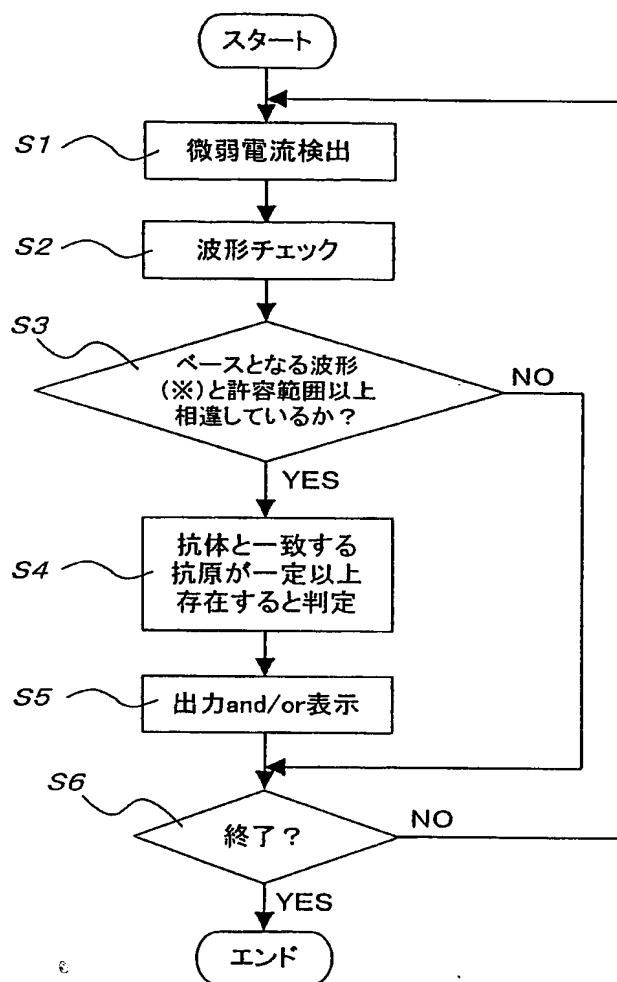 スタート
S1
微弱電流検出
S2
波形チェック
S3
ベースとなる波形
(※)と許容範囲以上
相違しているか？
NO
YES
S4
抗体と一致する
抗原が一定以上
存在すると判定
S5
出力and/or表示
S6
終了？
NO
YES
エンド